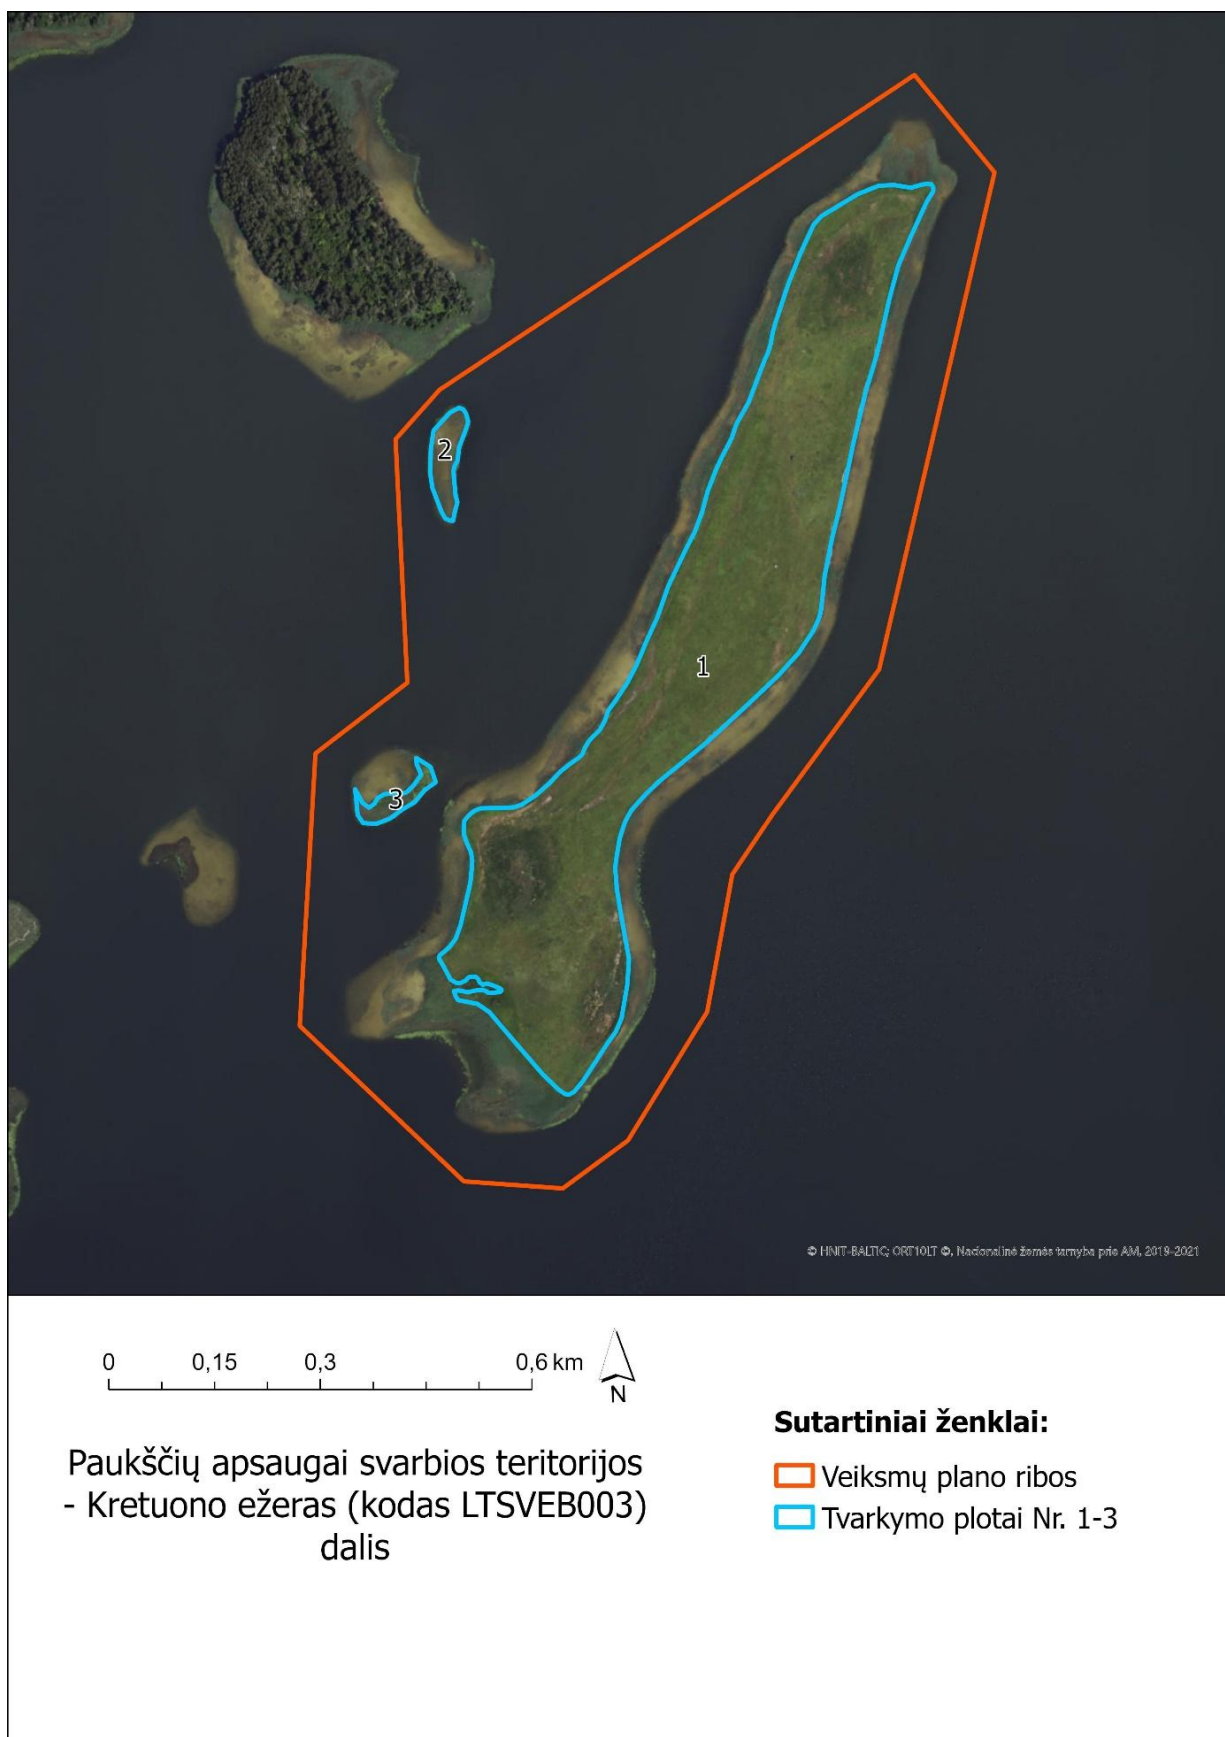 2
1
3
© HNIT-BALTIC; ORT10LT ©, Nacionalinė žemės tarnyba prie AM, 2019-2021
0 0,15 0,3 0,6 km
N
Paukščių apsaugai svarbios teritorijos
- Kretuono ežeras (kodas LTSVEB003)
dalis
Sutartiniai ženklai:
Veiksmų plano ribos
Tvarkymo plotai Nr. 1-3